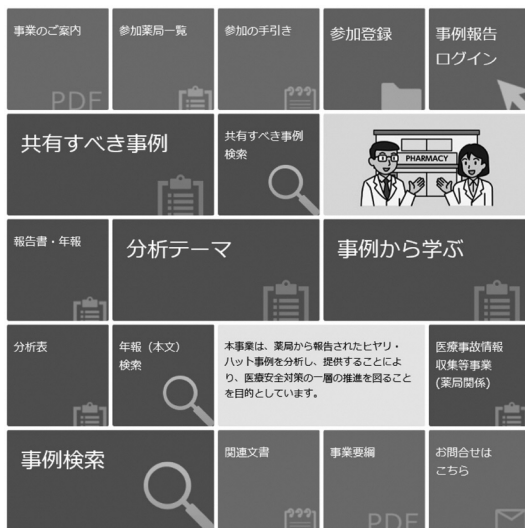 事業のご案内
PDF
参加薬局一覧
参加の手引き
参加登録
事例報告
ログイン
共有すべき事例
共有すべき事例
検索
PHARMACY
報告書・年報
分析テーマ
事例から学ぶ
分析表
年報（本文）
検索
本事業は、薬局から報告されたヒヤリ・
ハット事例を分析し、提供することによ
り、医療安全対策の一層の推進を図ること
を目的としています。
医療事故情報
収集等事業
(薬局関係)
事例検索
関連文書
事業要綱
PDF
お問合せは
こちら